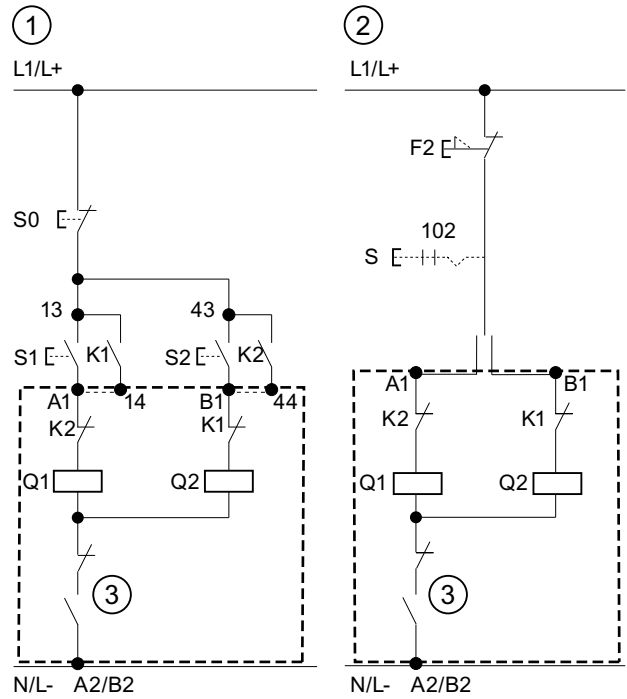 1
L1/L+
S0
13
43
S1
K1
S2
K2
A1
14
B1
44
K2
K1
Q1
Q2
3
N/L-
A2/B2
2
L1/L+
F2
102
S
A1
B1
K2
K1
Q1
Q2
3
N/L-
A2/B2